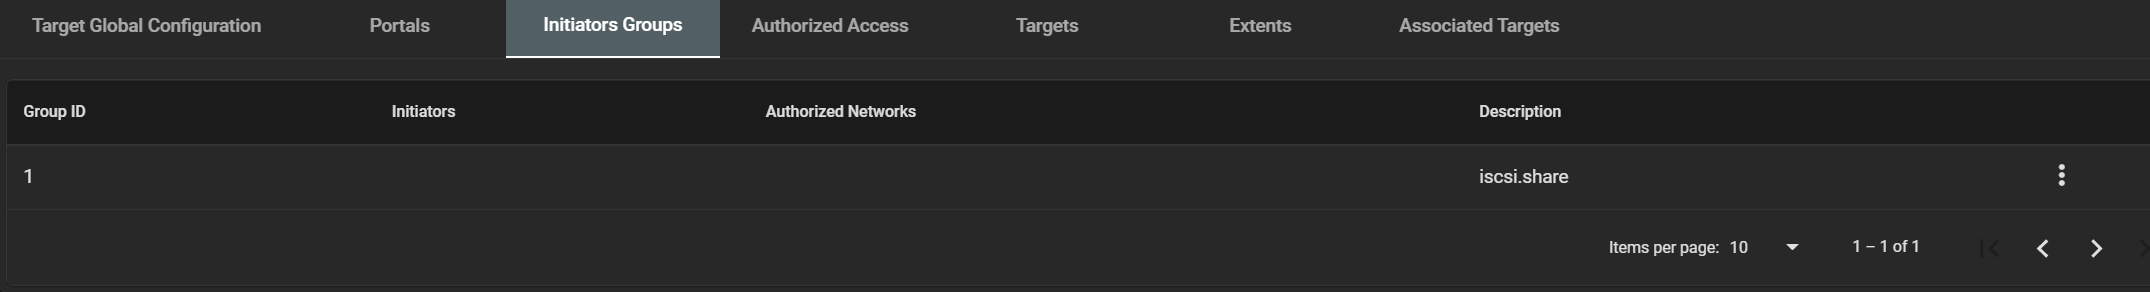 Target Global Configuration Portals Initiators Groups Authorized Access Targets Extents Associated Targets
Group ID Initiators Authorized Networks Description
1 iscsi.share
Items per page: 10 1 – 1 of 1